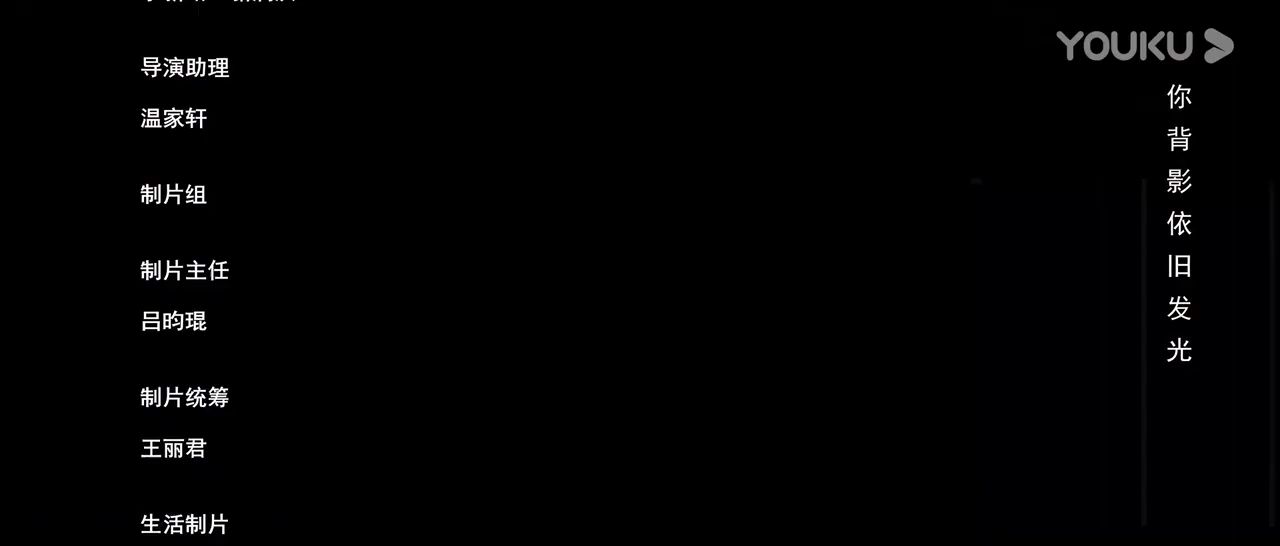 YOUKU
导演助理
温家轩
制片组
制片主任
吕昀琨
制片统筹
王丽君
生活制片
你背影依旧发光